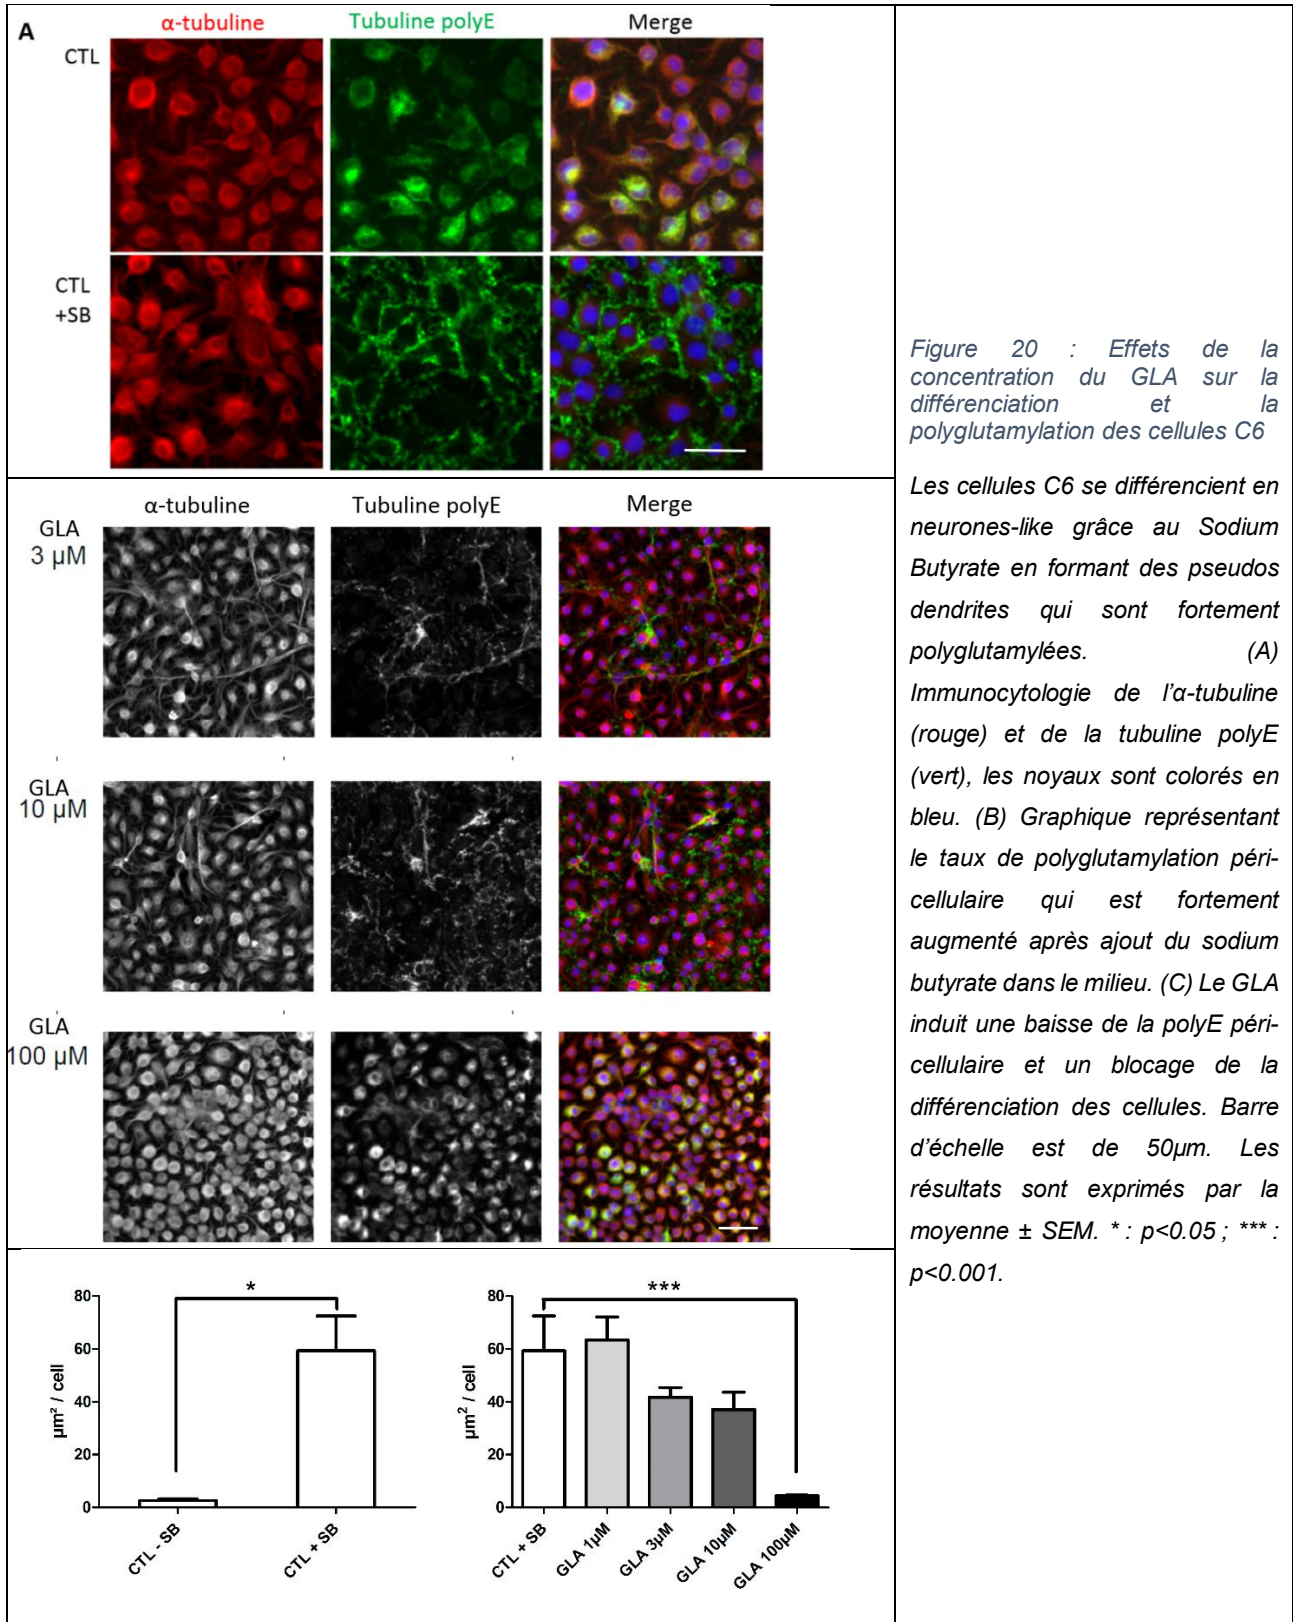 A
α-tubuline Tubuline polyE Merge
CTL
CTL
+SB
α-tubuline Tubuline polyE Merge
GLA
3 µM
GLA
10 µM
GLA
100 µM
*
80
60
40
20
0
µm² / cell
CTL - SB
CTL + SB
***
80
60
40
20
0
µm² / cell
CTL + SB
GLA 1µM
GLA 3µM
GLA 10µM
GLA 100µM
Figure 20 : Effets de la
concentration du GLA sur la
différenciation et la
polyglutamylation des cellules C6
Les cellules C6 se différencient en
neurones-like grâce au Sodium
Butyrate en formant des pseudos
dendrites qui sont fortement
polyglutamylées. (A)
Immunocytologie de l’α-tubuline
(rouge) et de la tubuline polyE
(vert), les noyaux sont colorés en
bleu. (B) Graphique représentant
le taux de polyglutamylation péri-
cellulaire qui est fortement
augmenté après ajout du sodium
butyrate dans le milieu. (C) Le GLA
induit une baisse de la polyE péri-
cellulaire et un blocage de la
différenciation des cellules. Barre
d’échelle est de 50µm. Les
résultats sont exprimés par la
moyenne ± SEM. * : p<0.05 ; *** :
p<0.001.